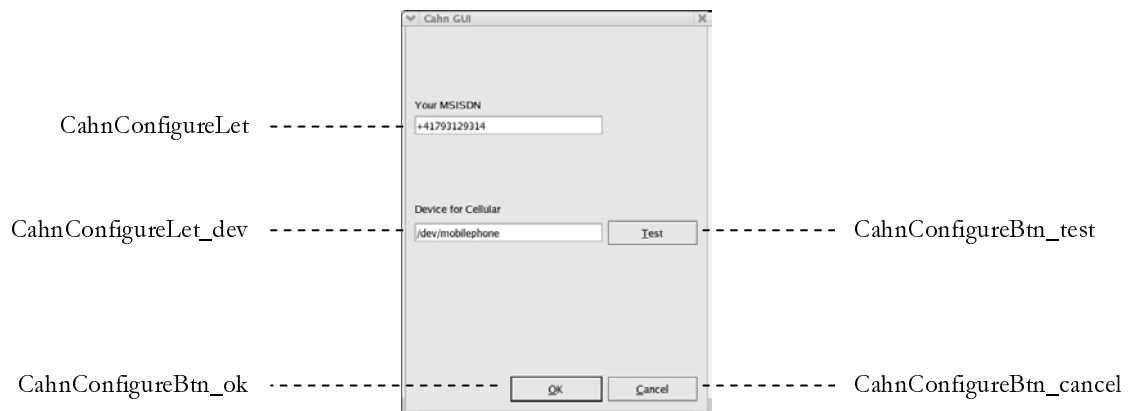 Cahn GUI
Your MSISDN
CahnConfigureLet
+41793129314
Device for Cellular
CahnConfigureLet_dev
/dev/mobilephone
Test
CahnConfigureBtn_test
CahnConfigureBtn_ok
OK
Cancel
CahnConfigureBtn_cancel